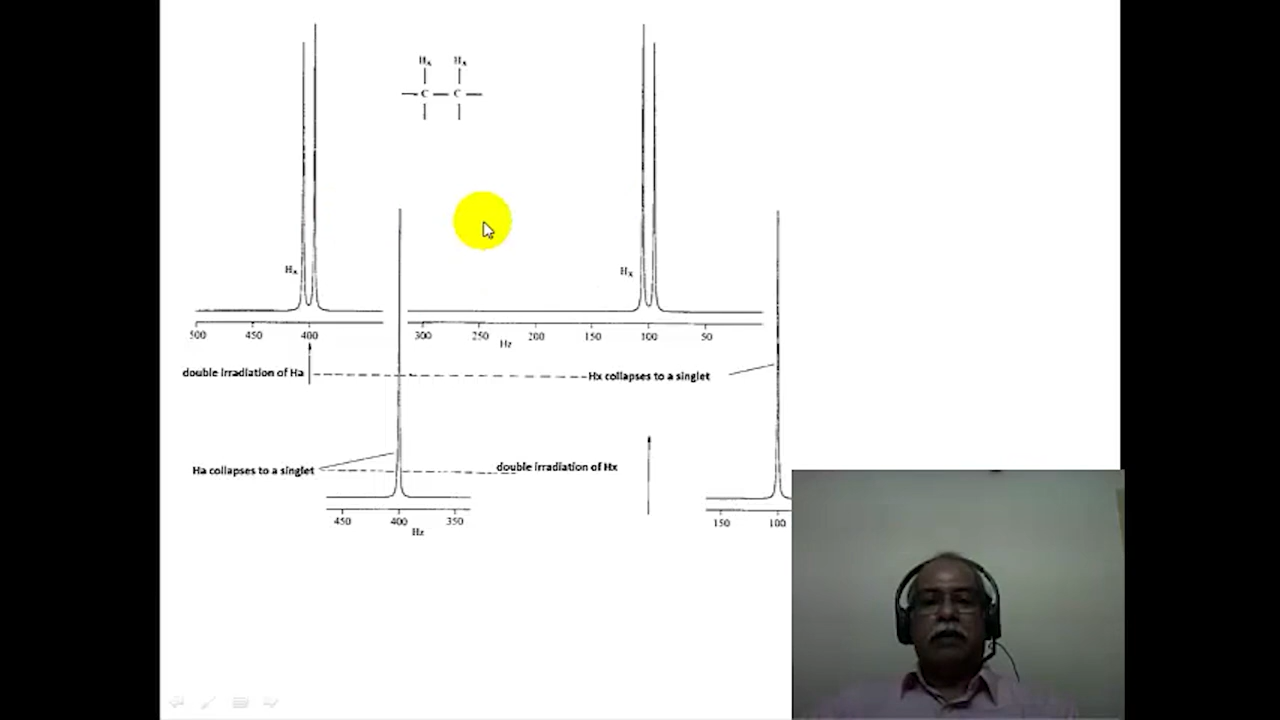 Hx Hx
— C — C —
Hx
Hx
500 450 400 300 250 200 150 100 50
Hz
double irradiation of Ha
Hx collapses to a singlet
Ha collapses to a singlet
double irradiation of Hx
450 400 350
Hz
150 100